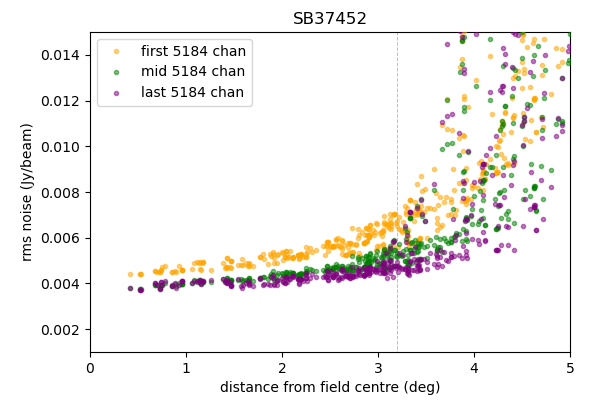 SB37452
first 5184 chan
mid 5184 chan
last 5184 chan
0.014
0.012
0.010
0.008
0.006
0.004
0.002
rms noise (Jy/beam)
0 1 2 3 4 5
distance from field centre (deg)